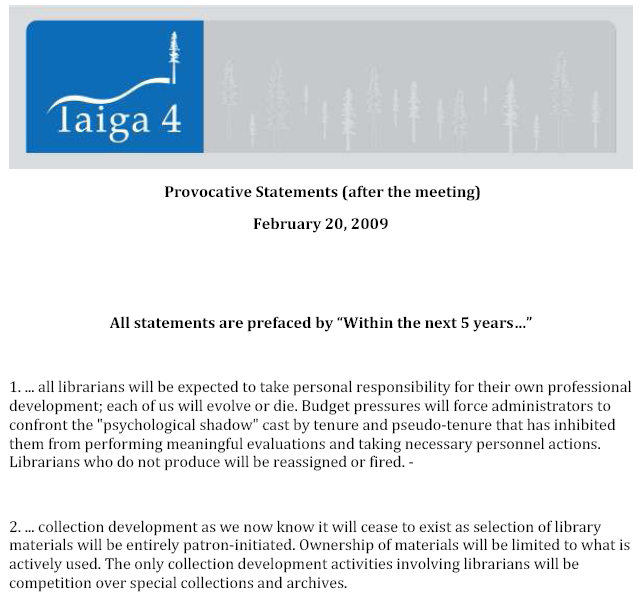 Taiga 4
Provocative Statements (after the meeting)
February 20, 2009
All statements are prefaced by “Within the next 5 years…”
1. ... all librarians will be expected to take personal responsibility for their own professional
development; each of us will evolve or die. Budget pressures will force administrators to
confront the "psychological shadow" cast by tenure and pseudo-tenure that has inhibited
them from performing meaningful evaluations and taking necessary personnel actions.
Librarians who do not produce will be reassigned or fired. -
2. ... collection development as we now know it will cease to exist as selection of library
materials will be entirely patron-initiated. Ownership of materials will be limited to what is
actively used. The only collection development activities involving librarians will be
competition over special collections and archives.